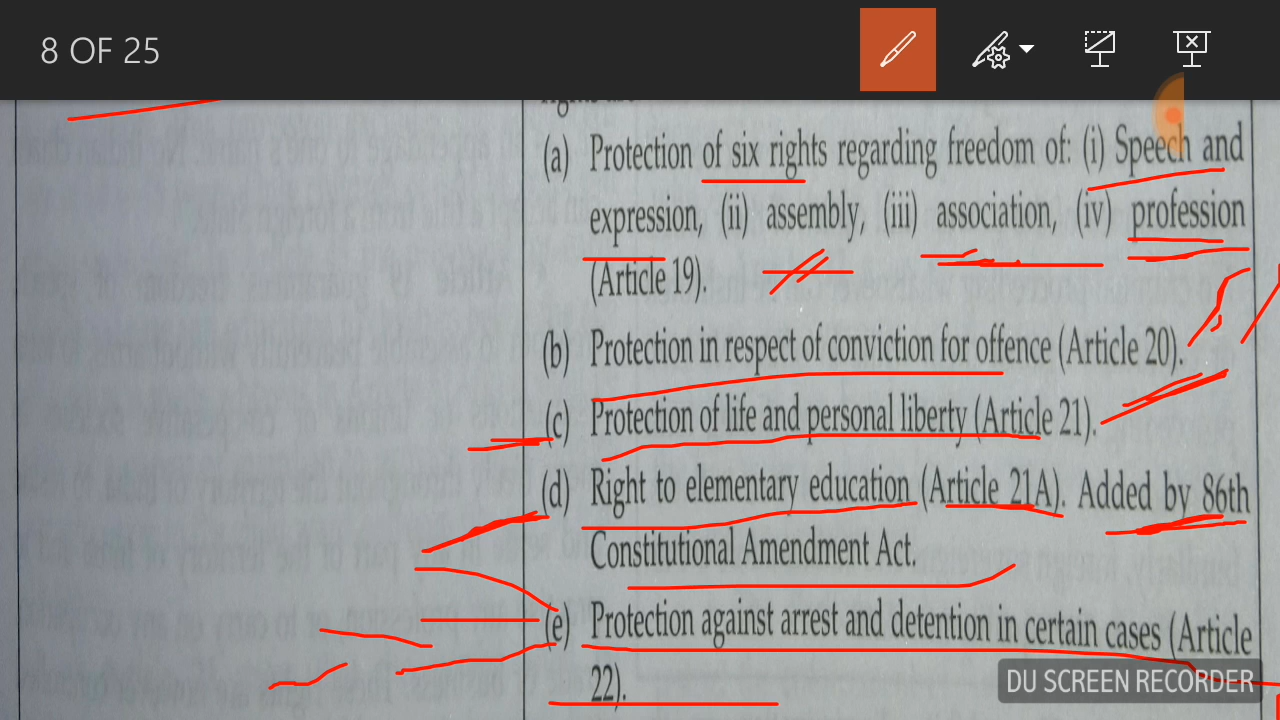 8 OF 25
rights are
(a) Protection of six rights regarding freedom of: (i) Speech and
expression, (ii) assembly, (iii) association, (iv) profession
(Article 19).
(b) Protection in respect of conviction for offence (Article 20).
(c) Protection of life and personal liberty (Article 21).
(d) Right to elementary education (Article 21A). Added by 86th
Constitutional Amendment Act.
(e) Protection against arrest and detention in certain cases (Article
22).
DU SCREEN RECORDER